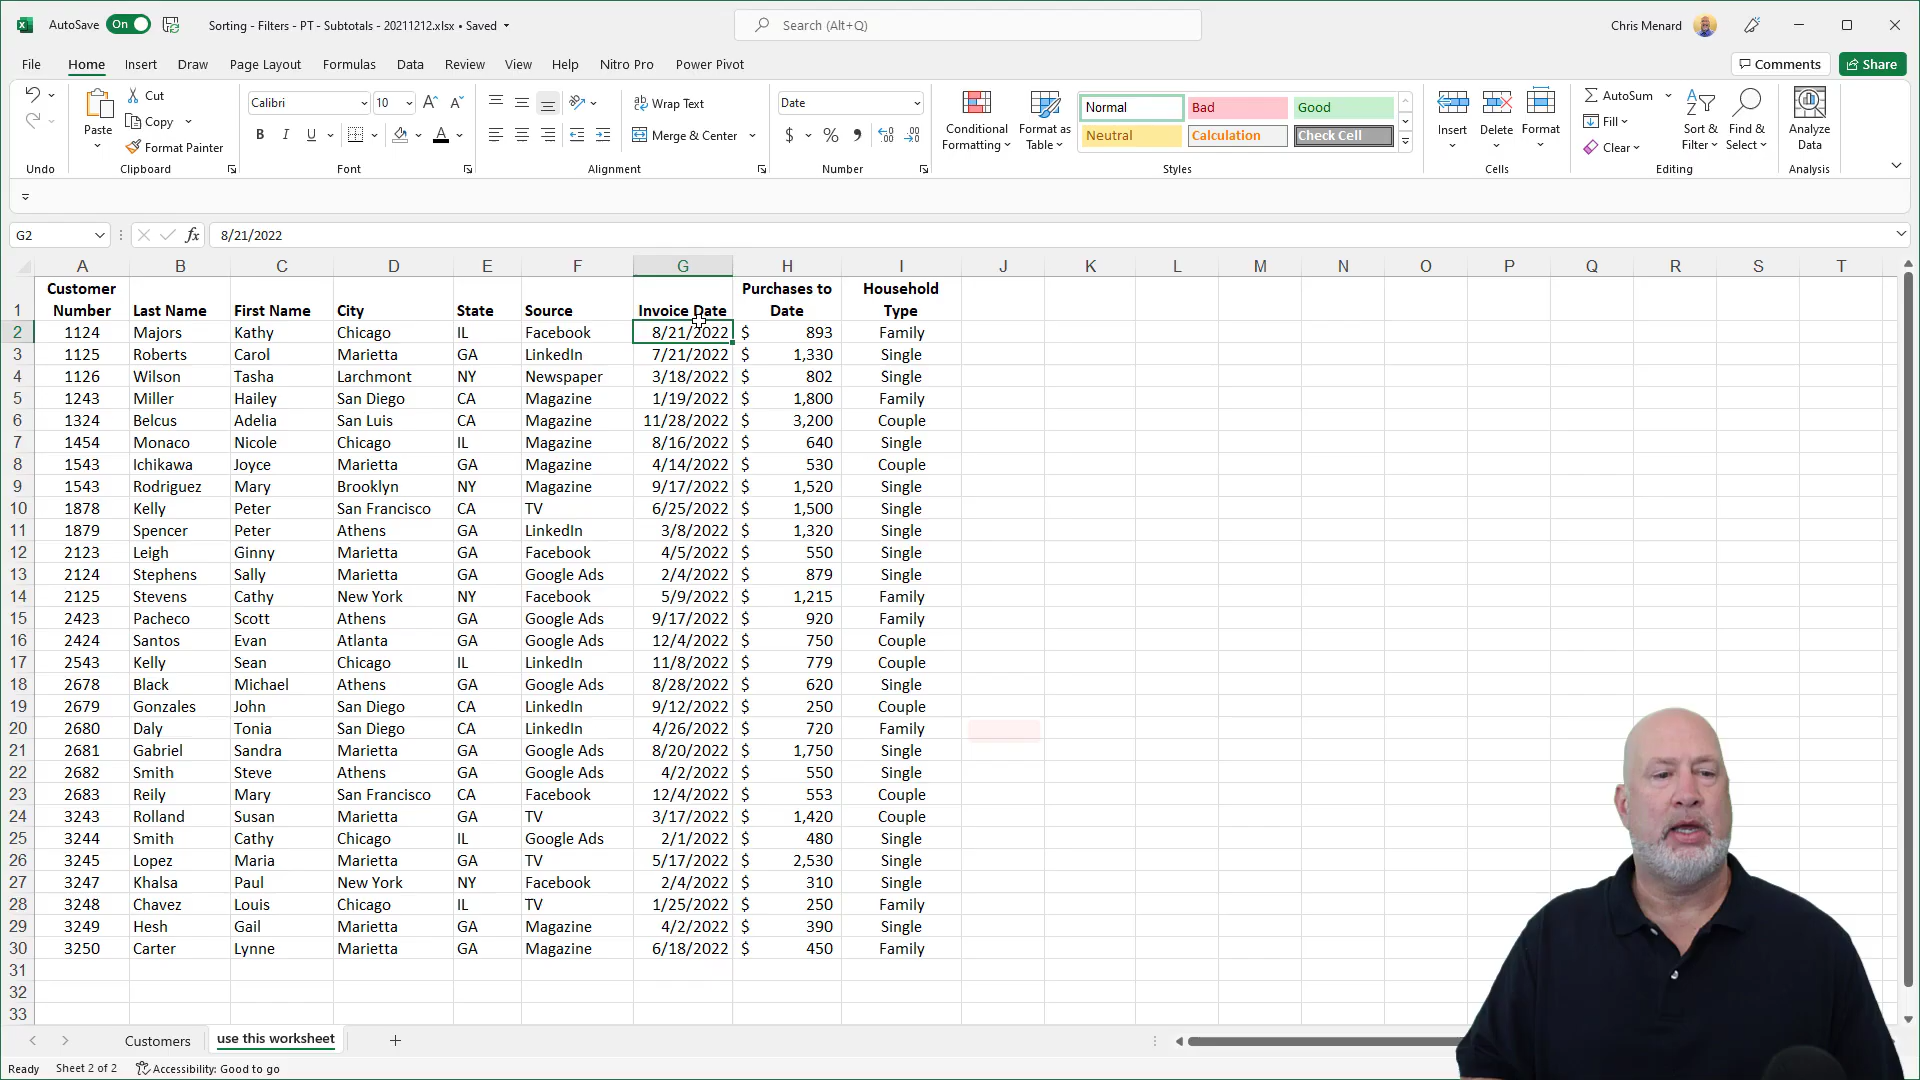 AutoSave On Sorting - Filters - PT - Subtotals - 20211212.xlsx • Saved Search (Alt+Q) Chris Menard
File Home Insert Draw Page Layout Formulas Data Review View Help Nitro Pro Power Pivot Comments Share
Paste Cut Copy Format Painter
Calibri 10 B I U A
Wrap Text Merge & Center
Date $ % ,
Conditional Formatting Format as Table
Normal Bad Good
Neutral Calculation Check Cell
Insert Delete Format
AutoSum Fill Clear
Sort & Filter Find & Select
Analyze Data
Undo Clipboard Font Alignment Number Styles Cells Editing Analysis
G2 fx 8/21/2022
A B C D E F G H I J K L M N O P Q R S T
1 Customer Number Last Name First Name City State Source Invoice Date Purchases to Date Household Type
2 1124 Majors Kathy Chicago IL Facebook 8/21/2022 $ 893 Family
3 1125 Roberts Carol Marietta GA LinkedIn 7/21/2022 $ 1,330 Single
4 1126 Wilson Tasha Larchmont NY Newspaper 3/18/2022 $ 802 Single
5 1243 Miller Hailey San Diego CA Magazine 1/19/2022 $ 1,800 Family
6 1324 Belcus Adelia San Luis CA Magazine 11/28/2022 $ 3,200 Couple
7 1454 Monaco Nicole Chicago IL Magazine 8/16/2022 $ 640 Single
8 1543 Ichikawa Joyce Marietta GA Magazine 4/14/2022 $ 530 Couple
9 1543 Rodriguez Mary Brooklyn NY Magazine 9/17/2022 $ 1,520 Single
10 1878 Kelly Peter San Francisco CA TV 6/25/2022 $ 1,500 Single
11 1879 Spencer Peter Athens GA LinkedIn 3/8/2022 $ 1,320 Single
12 2123 Leigh Ginny Marietta GA Facebook 4/5/2022 $ 550 Single
13 2124 Stephens Sally Marietta GA Google Ads 2/4/2022 $ 879 Single
14 2125 Stevens Cathy New York NY Facebook 5/9/2022 $ 1,215 Family
15 2423 Pacheco Scott Athens GA Google Ads 9/17/2022 $ 920 Family
16 2424 Santos Evan Atlanta GA Google Ads 12/4/2022 $ 750 Couple
17 2543 Kelly Sean Chicago IL LinkedIn 11/8/2022 $ 779 Couple
18 2678 Black Michael Athens GA Google Ads 8/28/2022 $ 620 Single
19 2679 Gonzales John San Diego CA LinkedIn 9/12/2022 $ 250 Couple
20 2680 Daly Tonia San Diego CA LinkedIn 4/26/2022 $ 720 Family
21 2681 Gabriel Sandra Marietta GA Google Ads 8/20/2022 $ 1,750 Single
22 2682 Smith Steve Athens GA Google Ads 4/2/2022 $ 550 Single
23 2683 Reily Mary San Francisco CA Facebook 12/4/2022 $ 553 Couple
24 3243 Rolland Susan Marietta GA TV 3/17/2022 $ 1,420 Couple
25 3244 Smith Cathy Chicago IL Google Ads 2/1/2022 $ 480 Single
26 3245 Lopez Maria Marietta GA TV 5/17/2022 $ 2,530 Single
27 3247 Khalsa Paul New York NY Facebook 2/4/2022 $ 310 Single
28 3248 Chavez Louis Chicago IL TV 1/25/2022 $ 250 Family
29 3249 Hesh Gail Marietta GA Magazine 4/2/2022 $ 390 Single
30 3250 Carter Lynne Marietta GA Magazine 6/18/2022 $ 450 Family
31
32
33
Customers use this worksheet
Ready Sheet 2 of 2 Accessibility: Good to go